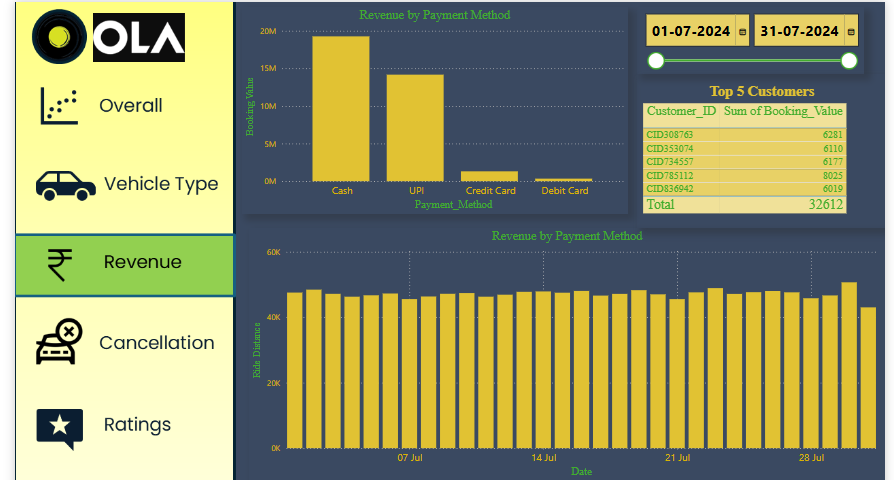 OLA
Overall
Vehicle Type
Revenue
Cancellation
Ratings
Revenue by Payment Method
Booking Value
20M
15M
10M
5M
0M
Cash UPI Credit Card Debit Card
Payment_Method
01-07-2024 31-07-2024
Top 5 Customers
Customer_ID Sum of Booking_Value
CID308763 6281
CID353074 6110
CID734557 6177
CID785112 8025
CID836942 6019
Total 32612
Revenue by Payment Method
Ride Distance
60K
40K
20K
0K
07 Jul 14 Jul 21 Jul 28 Jul
Date